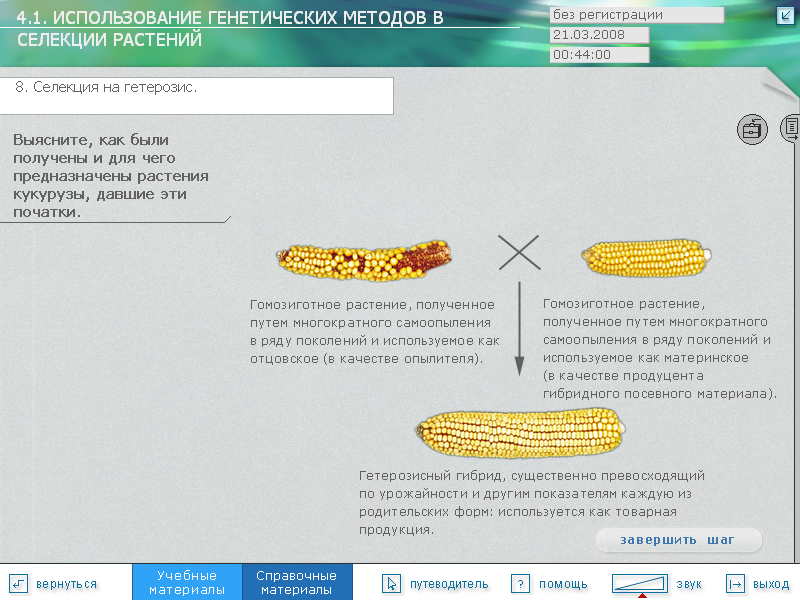 4.1. ИСПОЛЬЗОВАНИЕ ГЕНЕТИЧЕСКИХ МЕТОДОВ В
СЕЛЕКЦИИ РАСТЕНИЙ
без регистрации
21.03.2008
00:44:00
8. Селекция на гетерозис.
Выясните, как были
получены и для чего
предназначены растения
кукурузы, давшие эти
початки.
Гомозиготное растение, полученное
путем многократного самоопыления
в ряду поколений и используемое как
отцовское (в качестве опылителя).
Гомозиготное растение,
полученное путем многократного
самоопыления в ряду поколений и
используемое как материнское
(в качестве продуцента
гибридного посевного материала).
Гетерозисный гибрид, существенно превосходящий
по урожайности и другим показателям каждую из
родительских форм: используется как товарная
продукция.
завершить шаг
вернуться
Учебные
материалы
Справочные
материалы
путеводитель
?
помощь
звук
выход